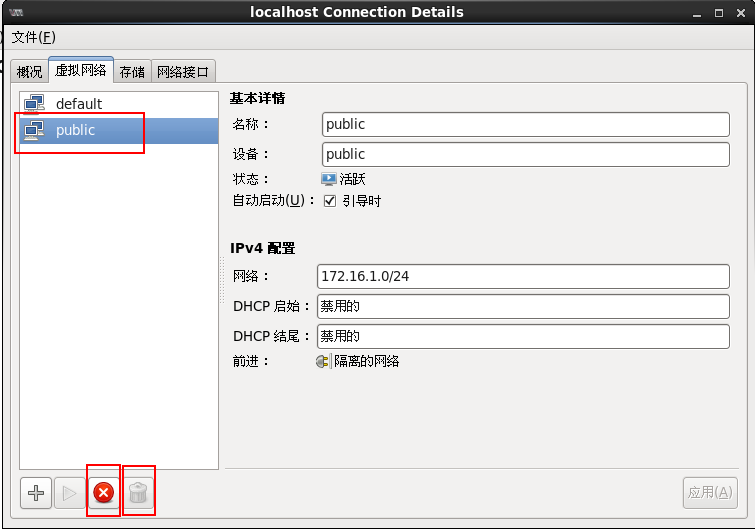 localhost Connection Details
文件(F)
概况 虚拟网络 存储 网络接口
default
public
基本详情
名称： public
设备： public
状态： 活跃
自动启动(U)： 引导时
IPv4 配置
网络： 172.16.1.0/24
DHCP 启始： 禁用的
DHCP 结尾： 禁用的
前进： 隔离的网络
应用(A)